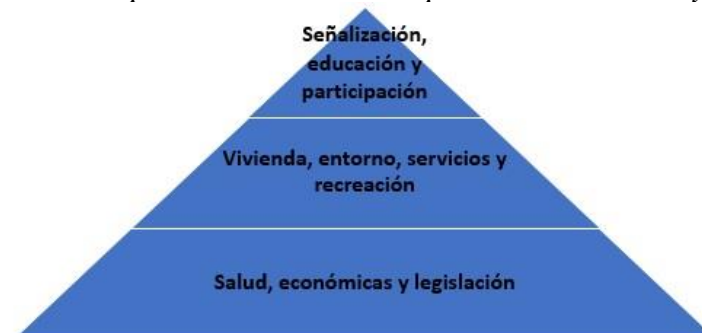 Señalización,
educación y
participación
Vivienda, entorno, servicios y
recreación
Salud, económicas y legislación